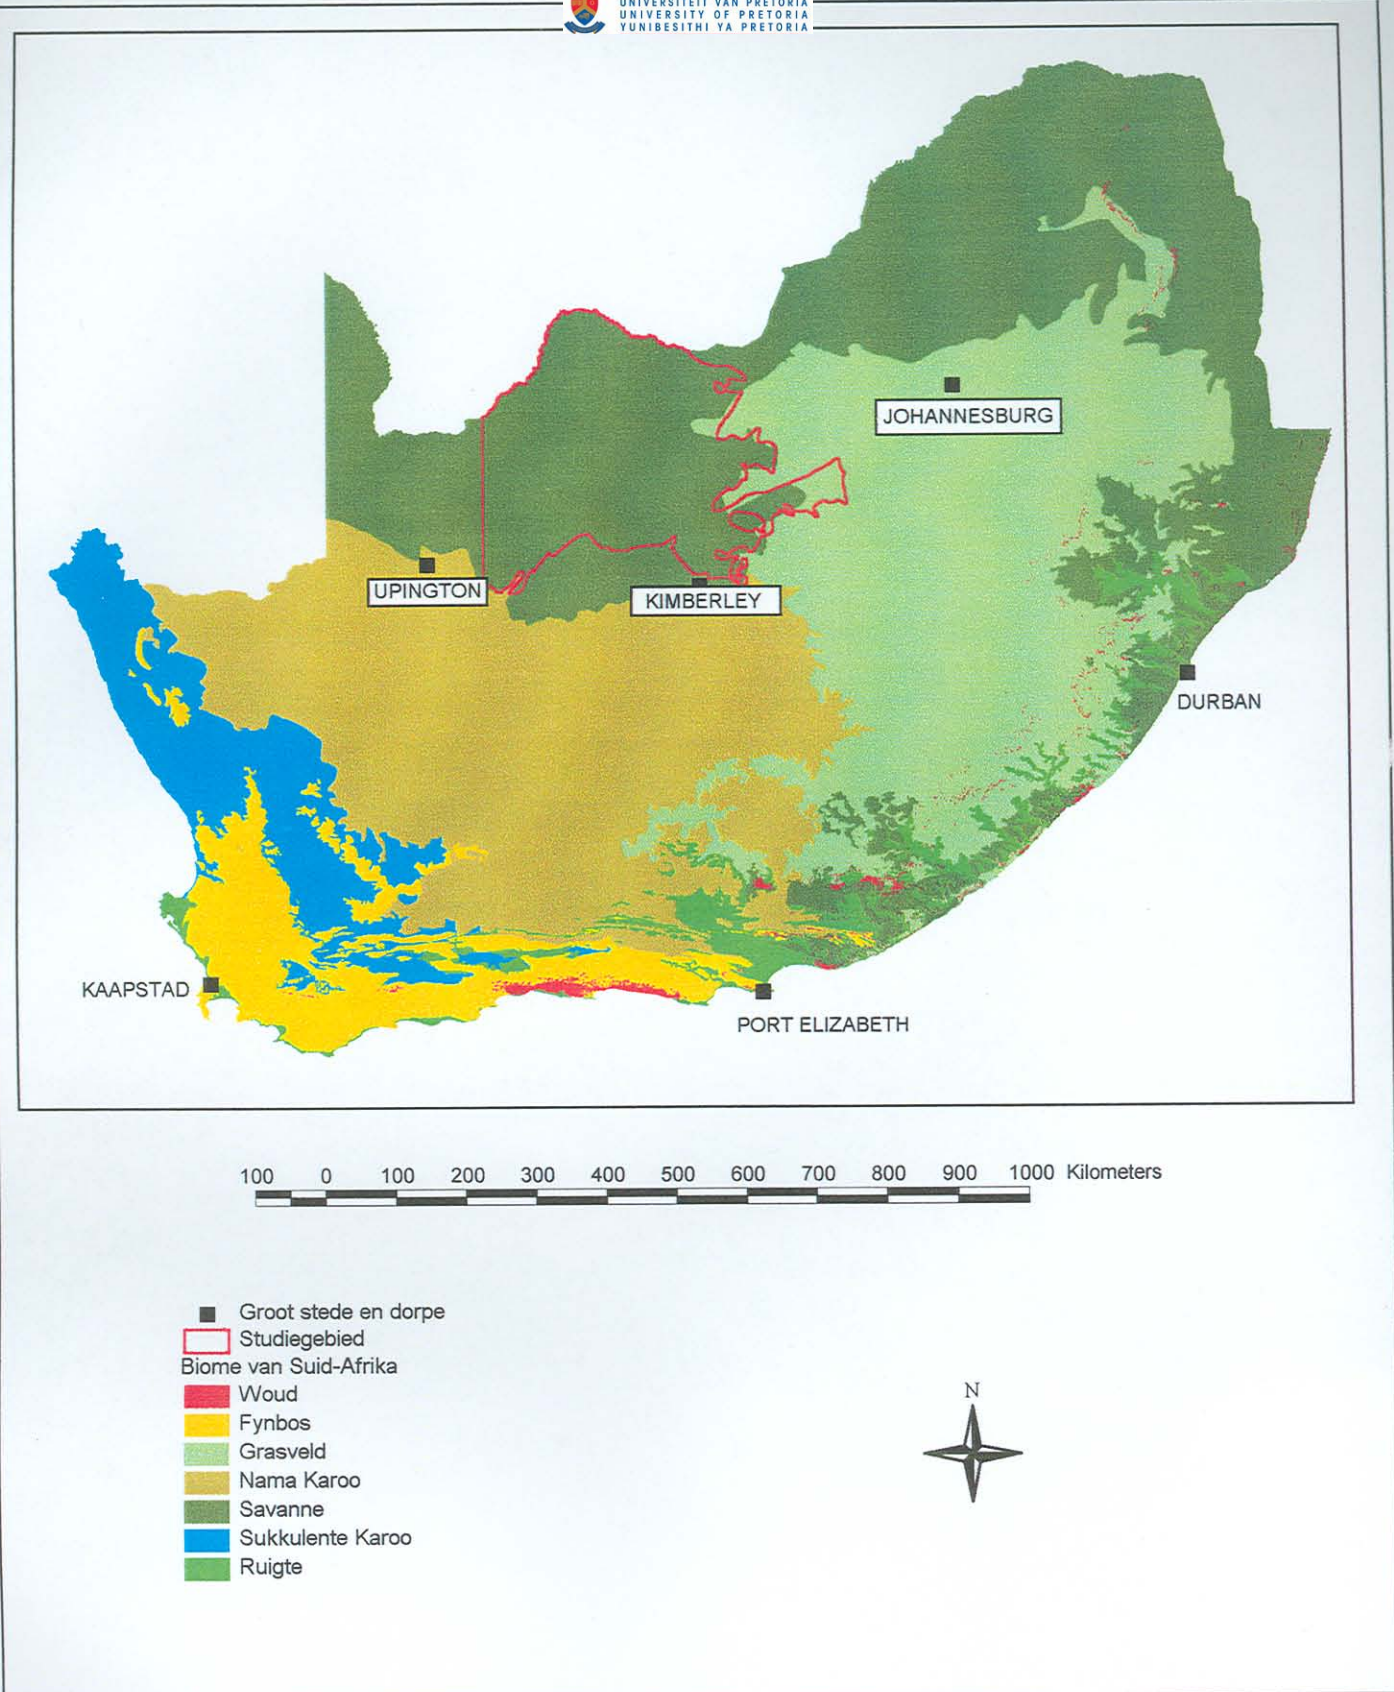 UNIVERSITEIT VAN PRETORIA
UNIVERSITY OF PRETORIA
YUNIBESITHI YA PRETORIA
JOHANNESBURG
UPINGTON
KIMBERLEY
DURBAN
KAAPSTAD
PORT ELIZABETH
100 0 100 200 300 400 500 600 700 800 900 1000 Kilometers
Groot stede en dorpe
Studiegebied
Biome van Suid-Afrika
Woud
Fynbos
Grasveld
Nama Karoo
Savanne
Sukkulente Karoo
Ruigte
N